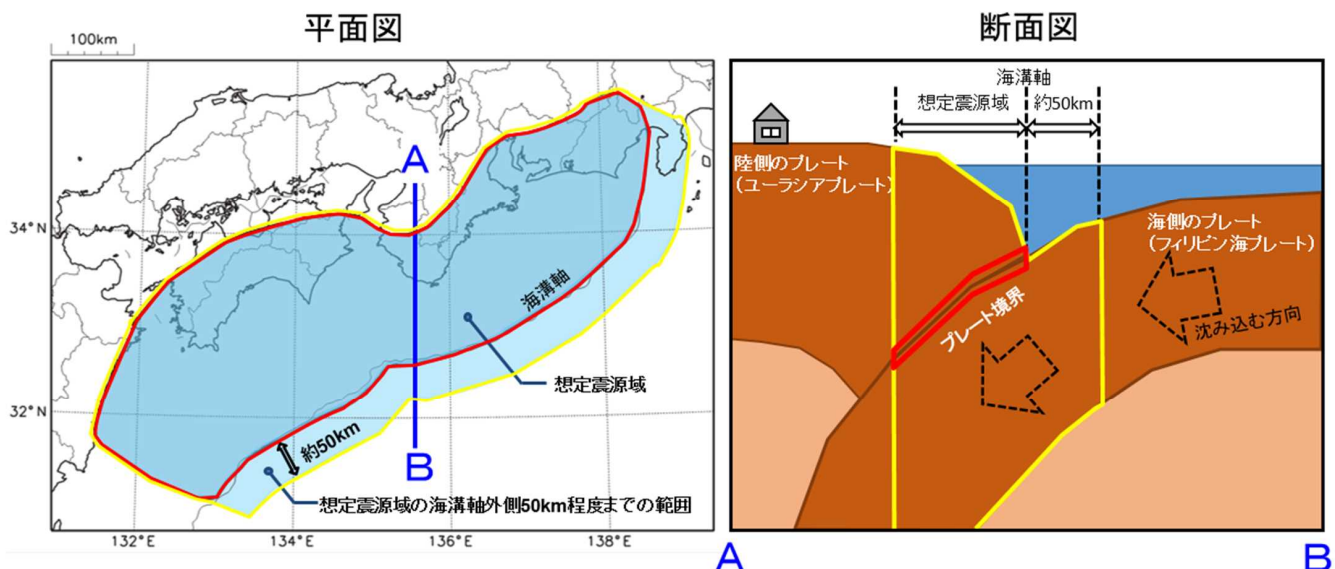 平面図
100km
34°N
32°N
132°E
134°E
136°E
138°E
A
B
海溝軸
想定震源域
約50km
想定震源域の海溝軸外側50km程度までの範囲
断面図
海溝軸
想定震源域
約50km
陸側のプレート
(ユーラシアプレート)
海側のプレート
(フィリピン海プレート)
プレート境界
沈み込む方向
A
B